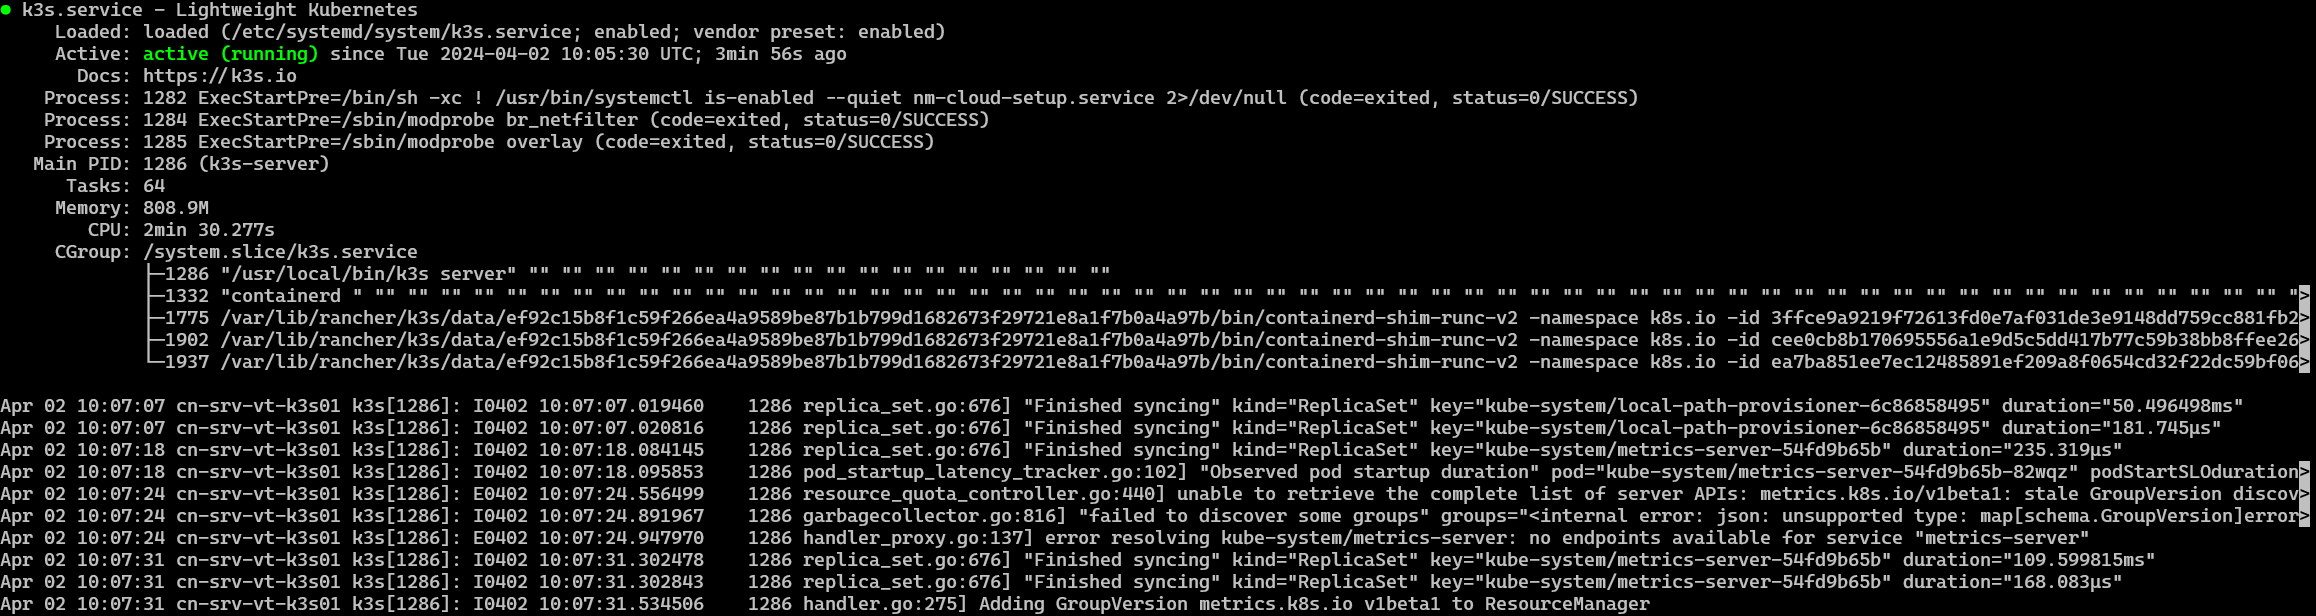 ● k3s.service - Lightweight Kubernetes
     Loaded: loaded (/etc/systemd/system/k3s.service; enabled; vendor preset: enabled)
     Active: active (running) since Tue 2024-04-02 10:05:30 UTC; 3min 56s ago
       Docs: https://k3s.io
    Process: 1282 ExecStartPre=/bin/sh -xc ! /usr/bin/systemctl is-enabled --quiet nm-cloud-setup.service 2>/dev/null (code=exited, status=0/SUCCESS)
    Process: 1284 ExecStartPre=/sbin/modprobe br_netfilter (code=exited, status=0/SUCCESS)
    Process: 1285 ExecStartPre=/sbin/modprobe overlay (code=exited, status=0/SUCCESS)
   Main PID: 1286 (k3s-server)
      Tasks: 64
     Memory: 808.9M
        CPU: 2min 30.277s
     CGroup: /system.slice/k3s.service
             ├─1286 "/usr/local/bin/k3s server" "" "" "" "" "" "" "" "" "" "" "" "" "" "" "" "" "" ""
             ├─1332 "containerd " "" "" "" "" "" "" "" "" "" "" "" "" "" "" "" "" "" "" "" "" "" "" "" "" "" "" "" "" "" "" "" "" "" "" "" "" "" "" "" "" "" "" "" "" "" "" "" "" "" "" "" "" "" "" "" "" "" "" ">
             ├─1775 /var/lib/rancher/k3s/data/ef92c15b8f1c59f266ea4a9589be87b1b799d1682673f29721e8a1f7b0a4a97b/bin/containerd-shim-runc-v2 -namespace k8s.io -id 3ffce9a9219f72613fd0e7af031de3e9148dd759cc881fb2>
             ├─1902 /var/lib/rancher/k3s/data/ef92c15b8f1c59f266ea4a9589be87b1b799d1682673f29721e8a1f7b0a4a97b/bin/containerd-shim-runc-v2 -namespace k8s.io -id cee0cb8b170695556a1e9d5c5dd417b77c59b38bb8ffee26>
             └─1937 /var/lib/rancher/k3s/data/ef92c15b8f1c59f266ea4a9589be87b1b799d1682673f29721e8a1f7b0a4a97b/bin/containerd-shim-runc-v2 -namespace k8s.io -id ea7ba851ee7ec12485891ef209a8f0654cd32f22dc59bf06>

Apr 02 10:07:07 cn-srv-vt-k3s01 k3s[1286]: I0402 10:07:07.019460    1286 replica_set.go:676] "Finished syncing" kind="ReplicaSet" key="kube-system/local-path-provisioner-6c86858495" duration="50.496498ms"
Apr 02 10:07:07 cn-srv-vt-k3s01 k3s[1286]: I0402 10:07:07.020816    1286 replica_set.go:676] "Finished syncing" kind="ReplicaSet" key="kube-system/local-path-provisioner-6c86858495" duration="181.745µs"
Apr 02 10:07:18 cn-srv-vt-k3s01 k3s[1286]: I0402 10:07:18.084145    1286 replica_set.go:676] "Finished syncing" kind="ReplicaSet" key="kube-system/metrics-server-54fd9b65b" duration="235.319µs"
Apr 02 10:07:18 cn-srv-vt-k3s01 k3s[1286]: I0402 10:07:18.095853    1286 pod_startup_latency_tracker.go:102] "Observed pod startup duration" pod="kube-system/metrics-server-54fd9b65b-82wqz" podStartSLOduration>
Apr 02 10:07:24 cn-srv-vt-k3s01 k3s[1286]: E0402 10:07:24.556499    1286 resource_quota_controller.go:440] unable to retrieve the complete list of server APIs: metrics.k8s.io/v1beta1: stale GroupVersion discov>
Apr 02 10:07:24 cn-srv-vt-k3s01 k3s[1286]: I0402 10:07:24.891967    1286 garbagecollector.go:816] "failed to discover some groups" groups="<internal error: json: unsupported type: map[schema.GroupVersion]error>
Apr 02 10:07:24 cn-srv-vt-k3s01 k3s[1286]: E0402 10:07:24.947970    1286 handler_proxy.go:137] error resolving kube-system/metrics-server: no endpoints available for service "metrics-server"
Apr 02 10:07:31 cn-srv-vt-k3s01 k3s[1286]: I0402 10:07:31.302478    1286 replica_set.go:676] "Finished syncing" kind="ReplicaSet" key="kube-system/metrics-server-54fd9b65b" duration="109.599815ms"
Apr 02 10:07:31 cn-srv-vt-k3s01 k3s[1286]: I0402 10:07:31.302843    1286 replica_set.go:676] "Finished syncing" kind="ReplicaSet" key="kube-system/metrics-server-54fd9b65b" duration="168.083µs"
Apr 02 10:07:31 cn-srv-vt-k3s01 k3s[1286]: I0402 10:07:31.534506    1286 handler.go:275] Adding GroupVersion metrics.k8s.io v1beta1 to ResourceManager